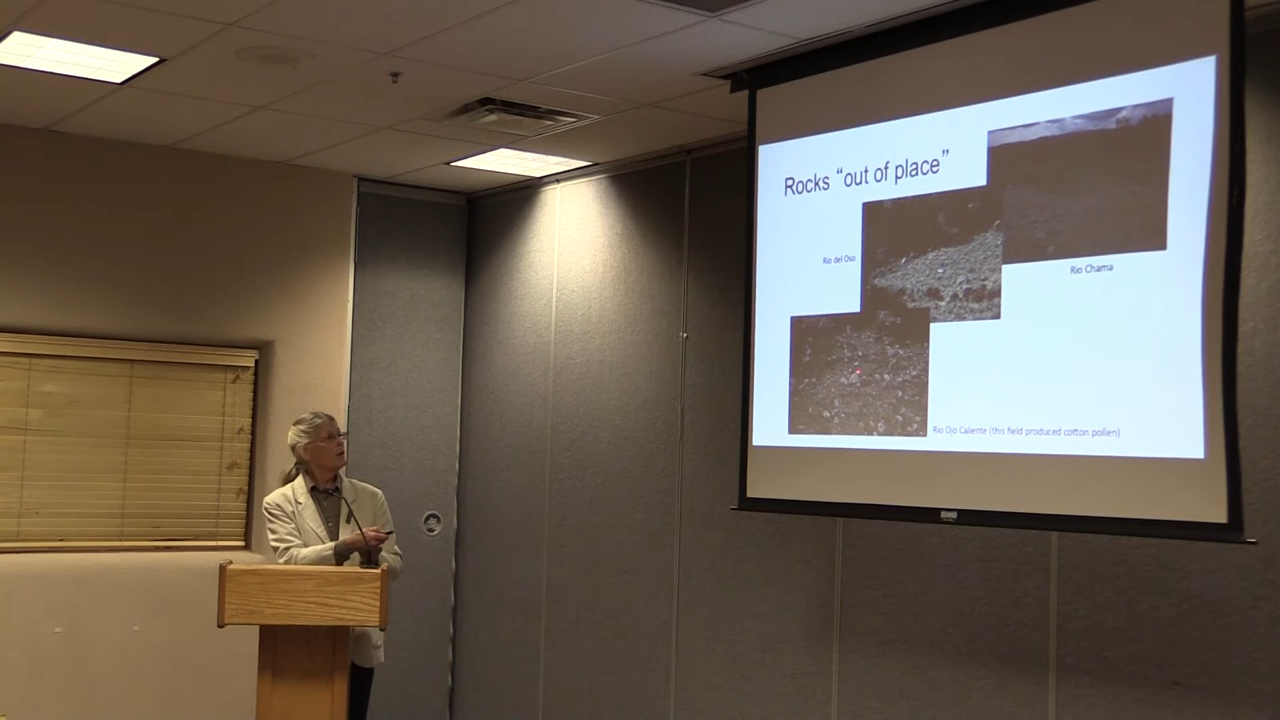 Rocks “out of place”
Rio del Oso
Rio Chama
Rio Ojo Caliente (this field produced cotton pollen)